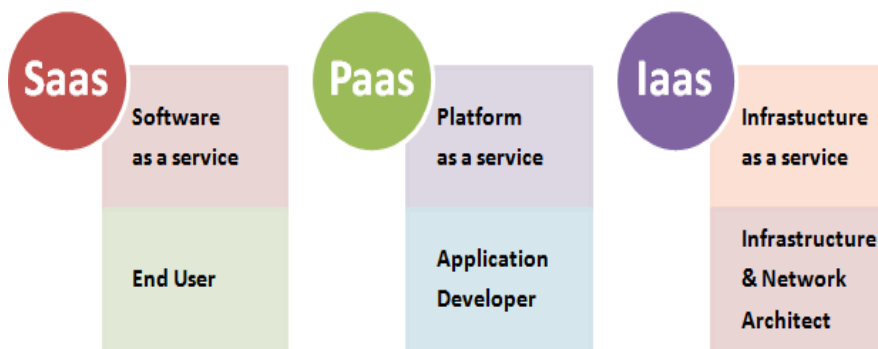 Saas
Software
as a service
End User
Paas
Platform
as a service
Application
Developer
Iaas
Infrastucture
as a service
Infrastructure
& Network
Architect